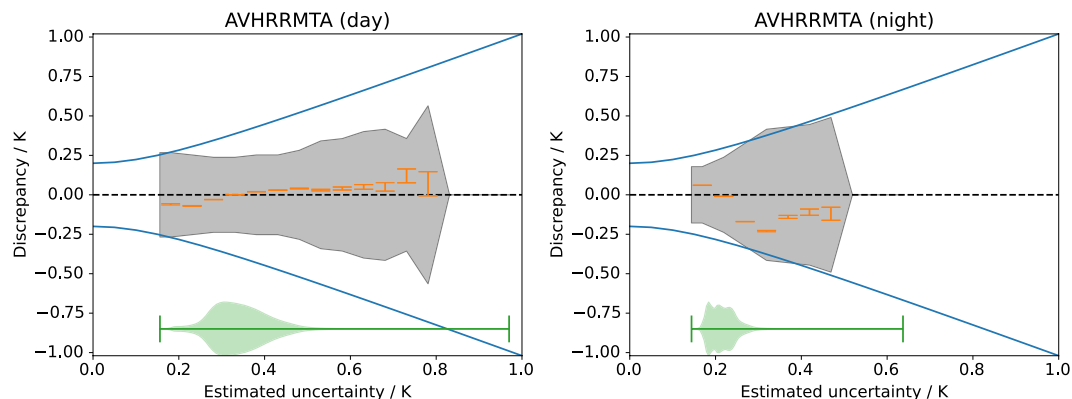 AVHRRMTA (day)
Discrepancy / K
1.00
0.75
0.50
0.25
0.00
−0.25
−0.50
−0.75
−1.00
0.0 0.2 0.4 0.6 0.8 1.0
Estimated uncertainty / K
AVHRRMTA (night)
Discrepancy / K
1.00
0.75
0.50
0.25
0.00
−0.25
−0.50
−0.75
−1.00
0.0 0.2 0.4 0.6 0.8 1.0
Estimated uncertainty / K